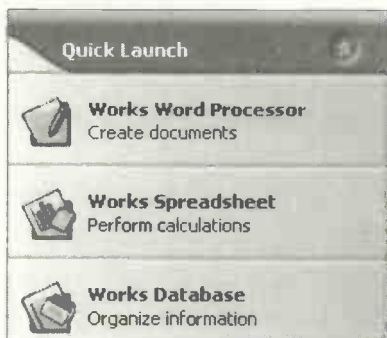 Quick Launch
Works Word Processor
Create documents
Works Spreadsheet
Perform calculations
Works Database
Organize information